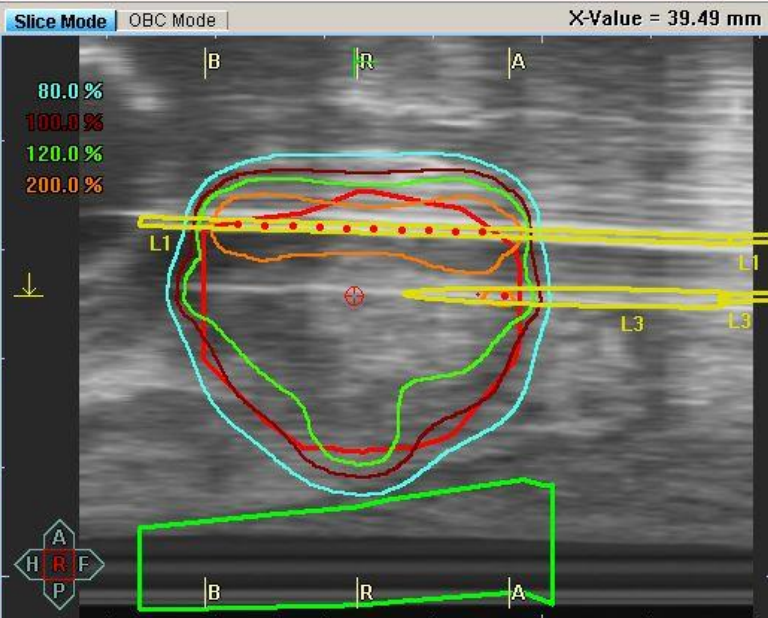 Slice Mode OBC Mode X-Value = 39.49 mm
B R A
80.0 %
100.0 %
120.0 %
200.0 %
L1 L1
L3 L3
A
H R F
P
B R A